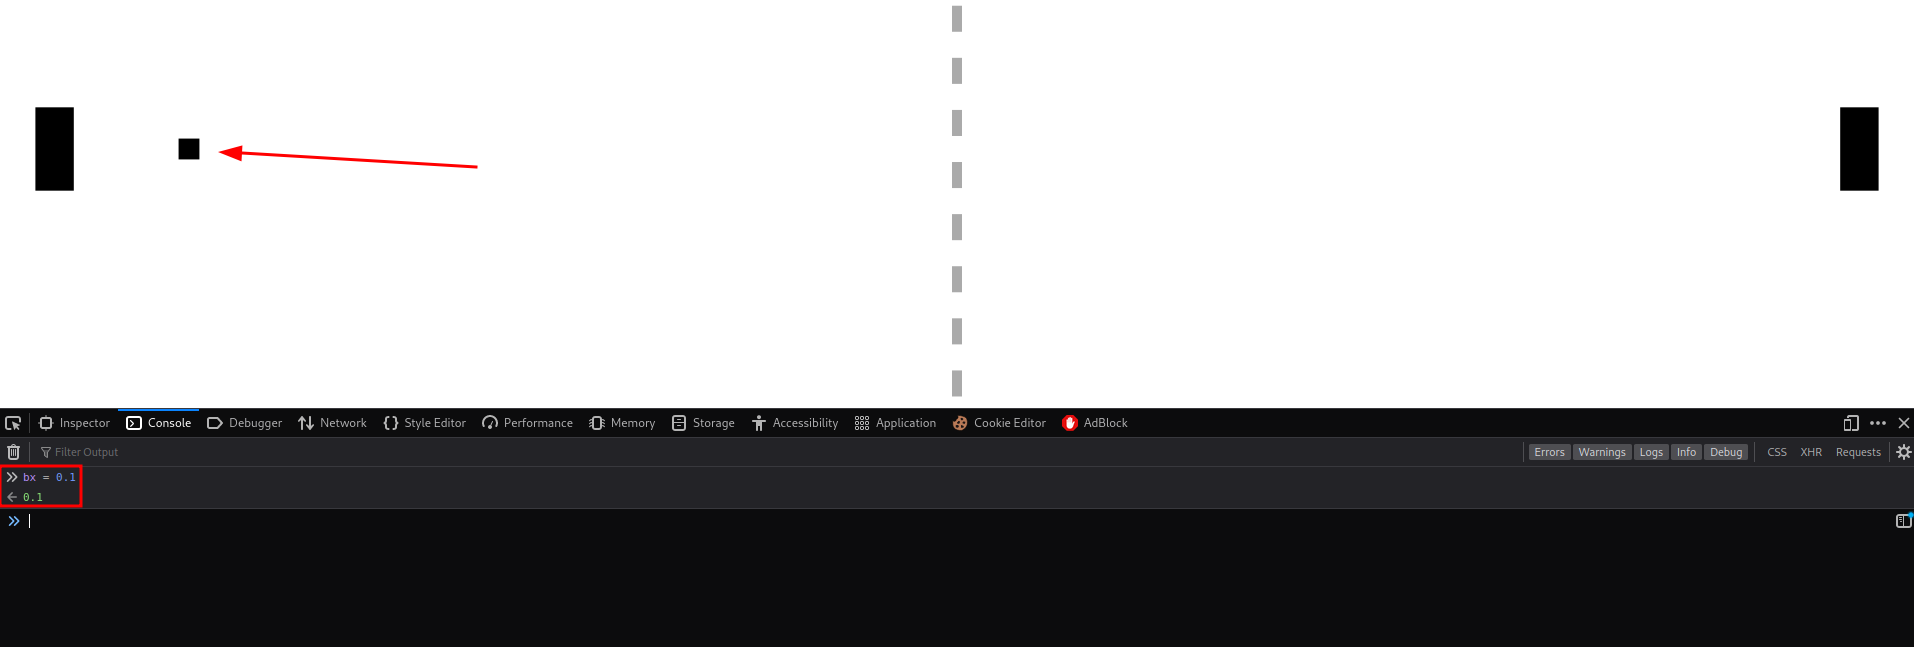 Inspector Console Debugger Network Style Editor Performance Memory Storage Accessibility Application Cookie Editor AdBlock
Filter Output Errors Warnings Logs Info Debug CSS XHR Requests
bx = 0.1
0.1